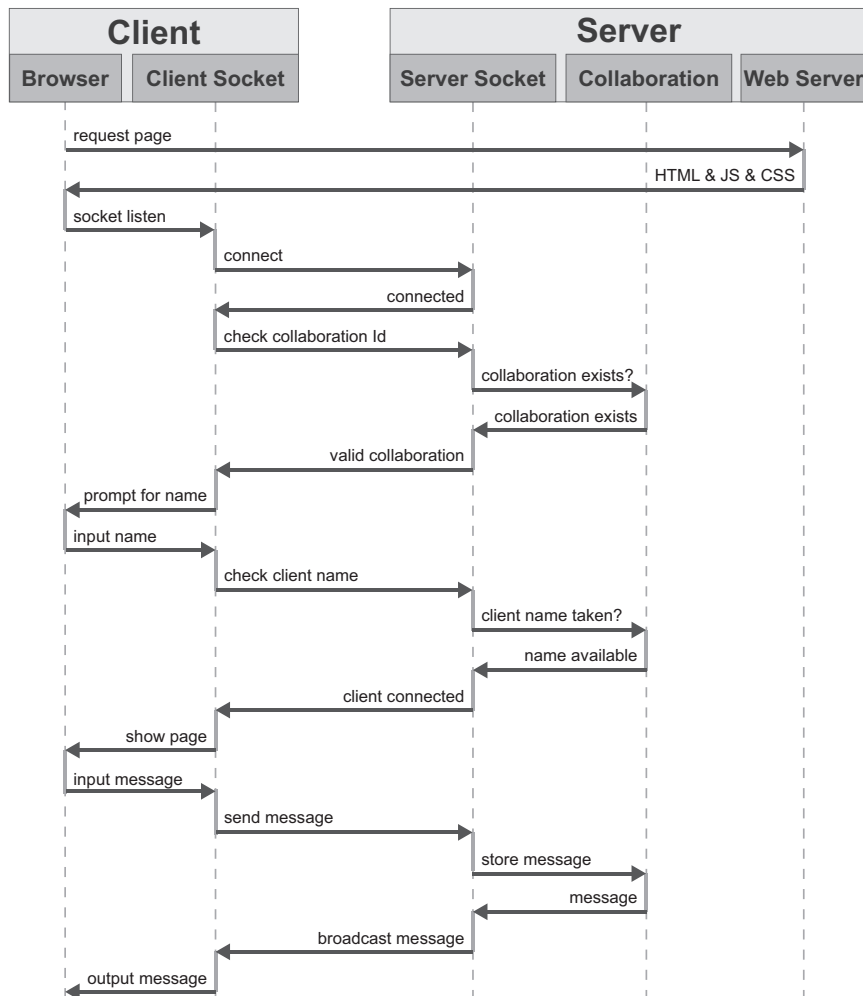 Client
Server
Browser
Client Socket
Server Socket
Collaboration
Web Server
request page
HTML & JS & CSS
socket listen
connect
connected
check collaboration Id
collaboration exists?
collaboration exists
valid collaboration
prompt for name
input name
check client name
client name taken?
name available
client connected
show page
input message
send message
store message
message
broadcast message
output message